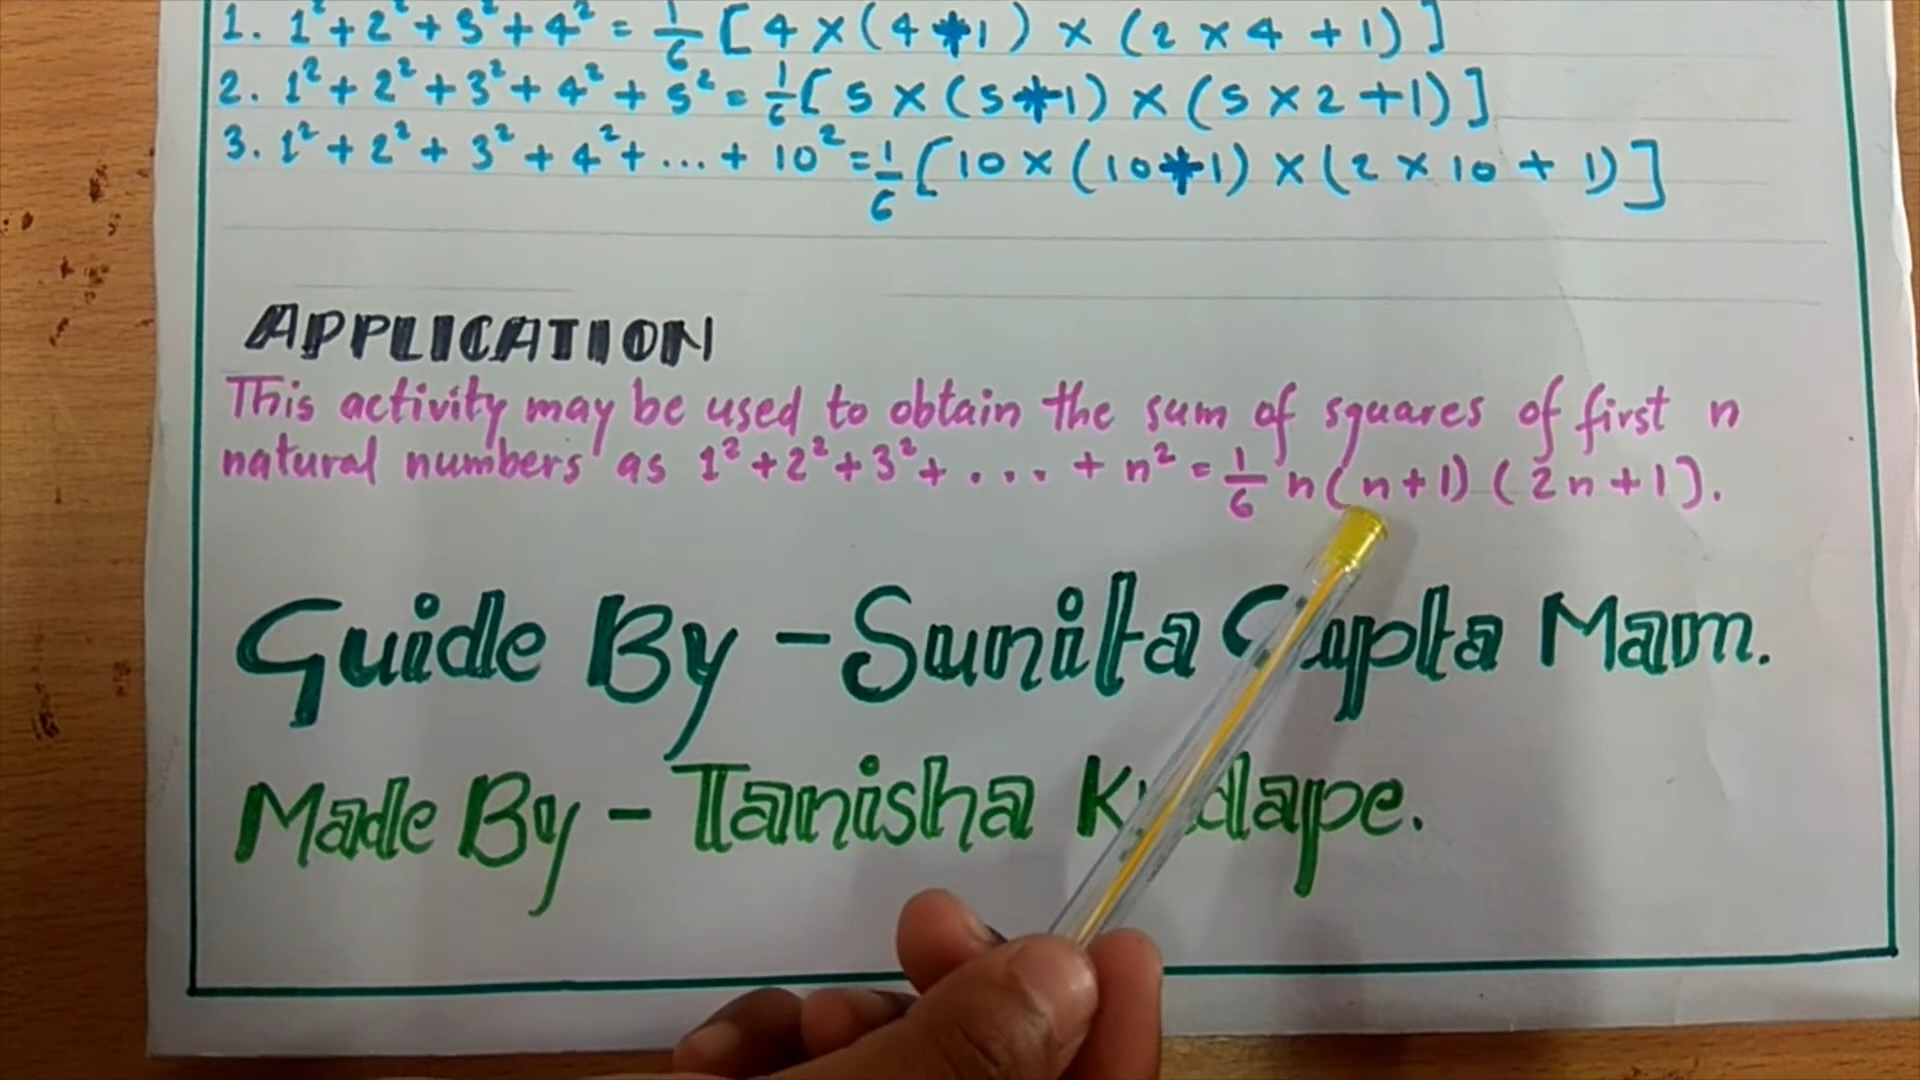 1. 1² + 2² + 3² + 4² = 1/6 [4 × (4+1) × (2 × 4 + 1)]
2. 1² + 2² + 3² + 4² + 5² = 1/6 [5 × (5+1) × (5 × 2 + 1)]
3. 1² + 2² + 3² + 4² + ... + 10² = 1/6 [10 × (10+1) × (2 × 10 + 1)]
APPLICATION
This activity may be used to obtain the sum of squares of first n
natural numbers as 1² + 2² + 3² + . . . + n² = 1/6 n(n+1) (2n+1).
Guide By - Sunita Gupta Mam.
Made By - Tanisha